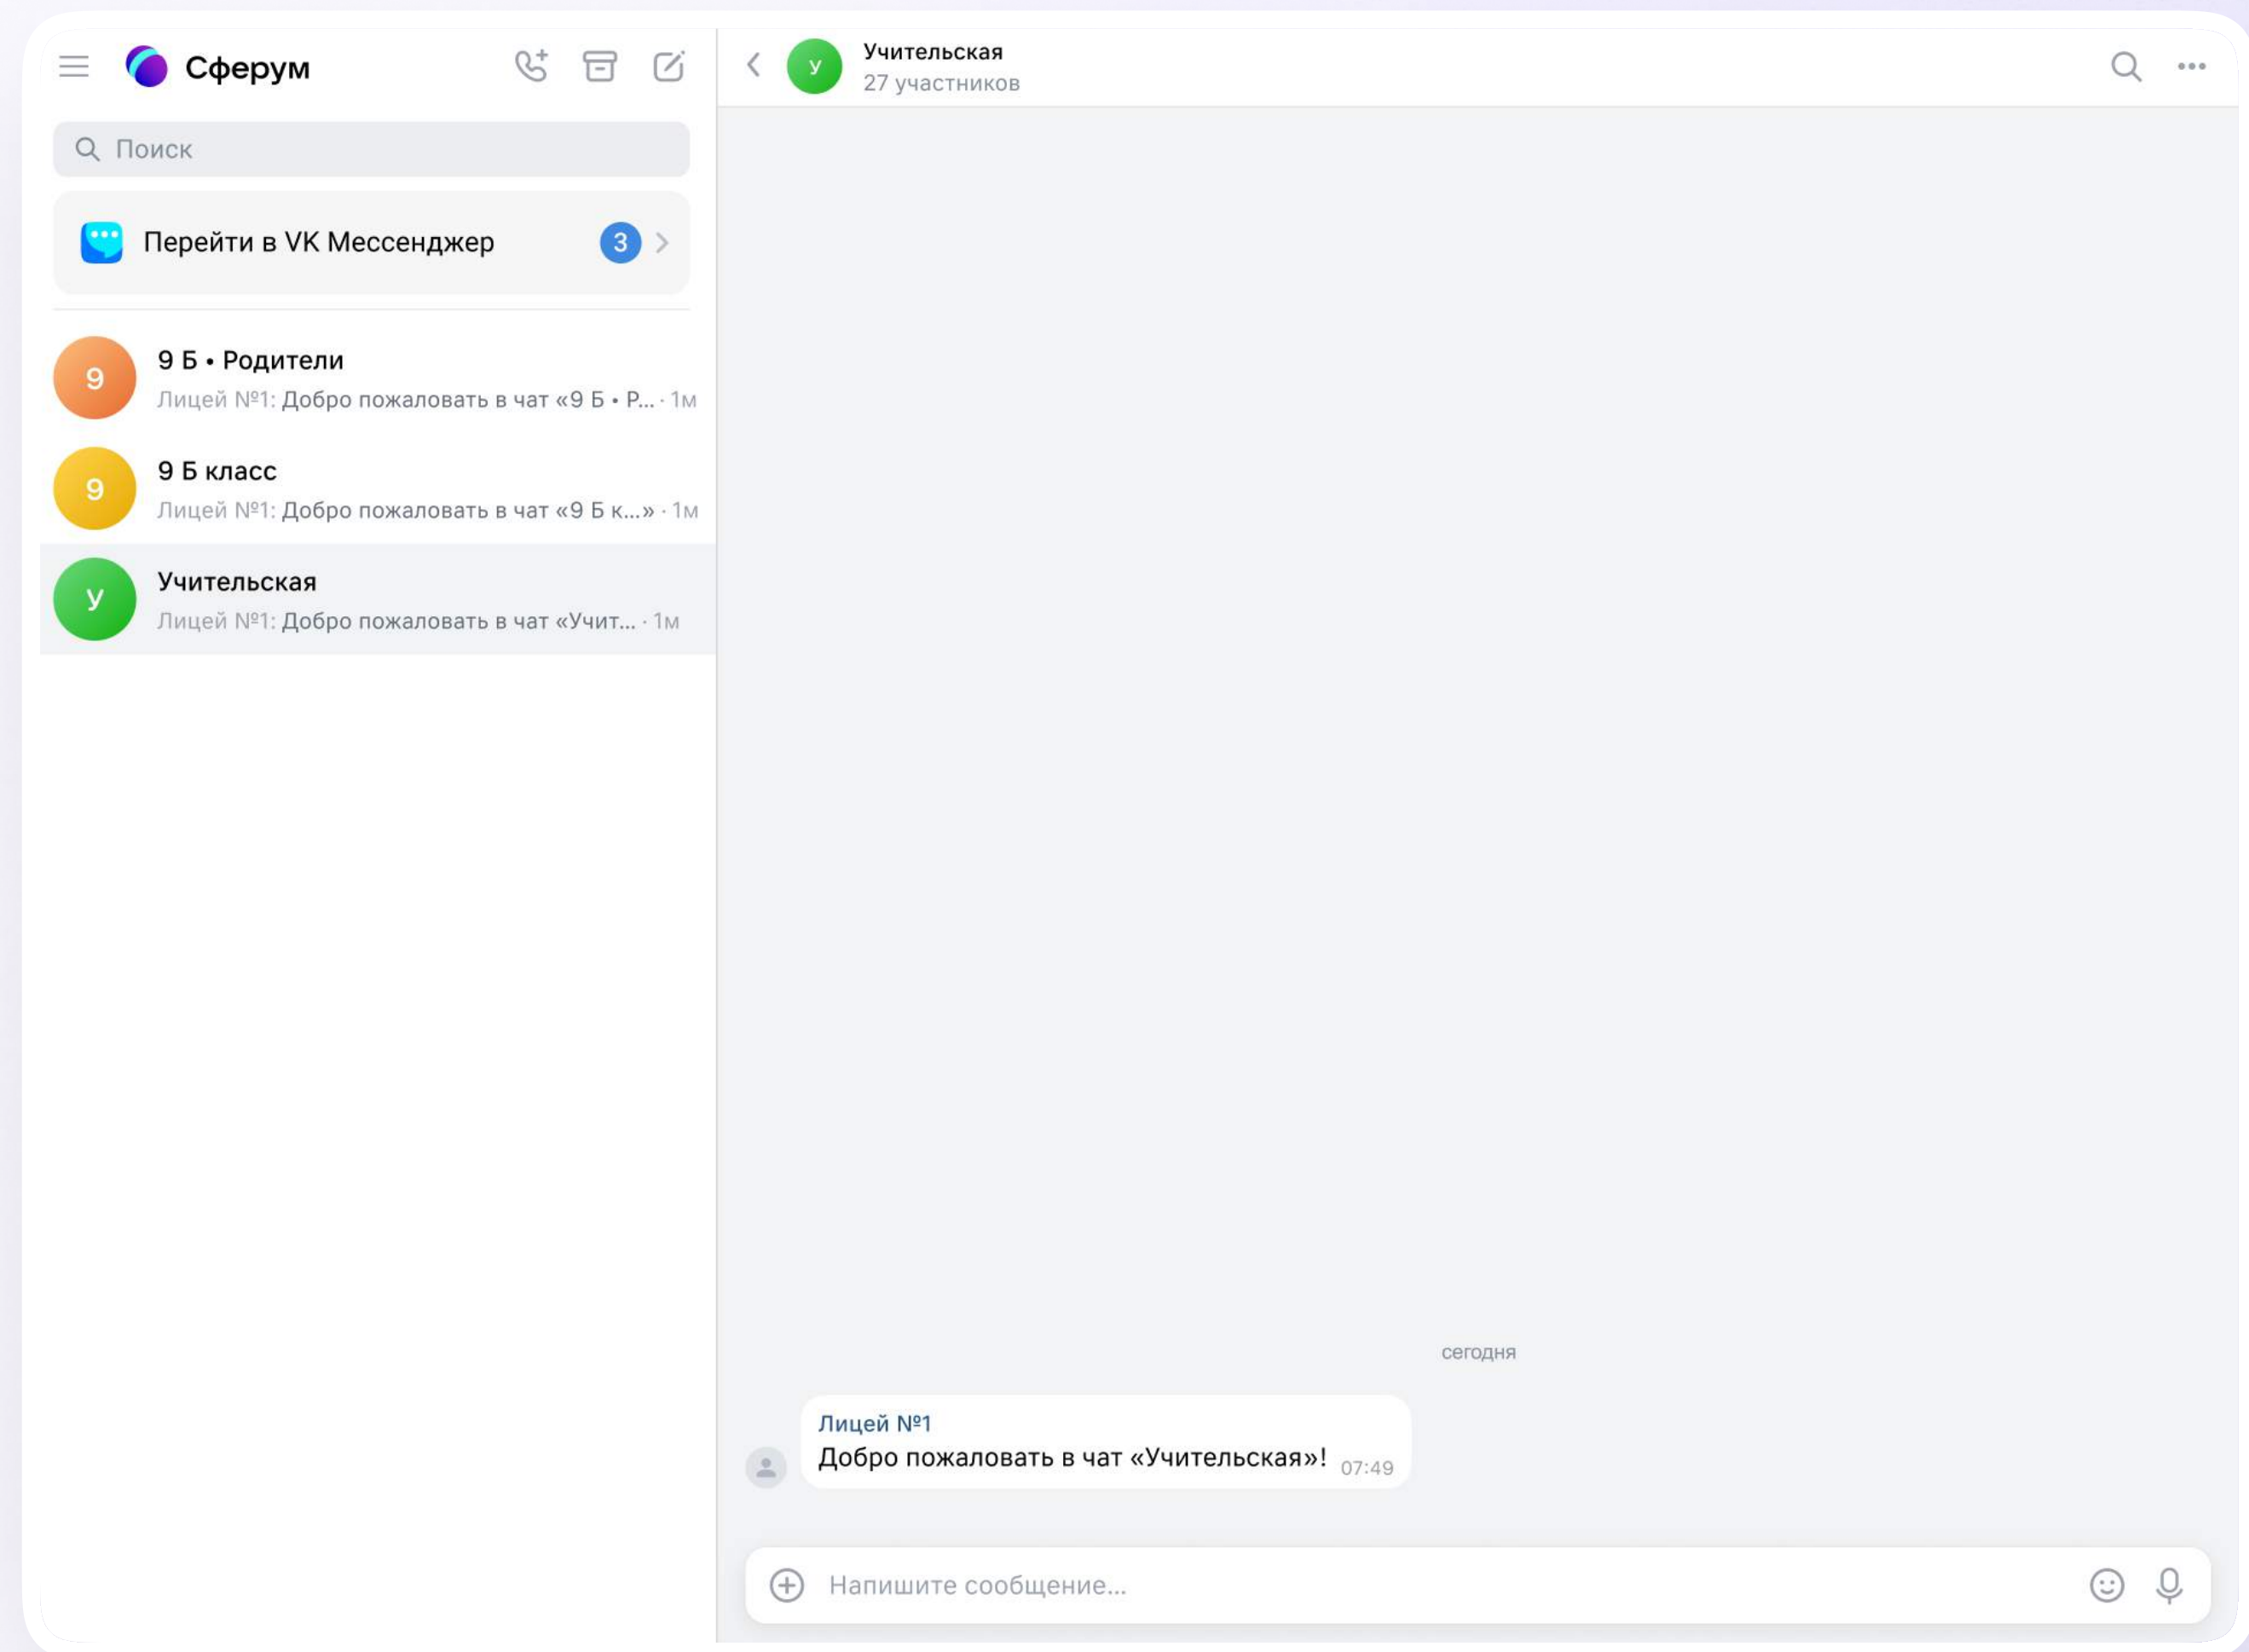 Сферум
Поиск
Перейти в VK Мессенджер
3
9
9 Б • Родители
Лицей №1: Добро пожаловать в чат «9 Б • Р... · 1м
9
9 Б класс
Лицей №1: Добро пожаловать в чат «9 Б к...» · 1м
У
Учительская
Лицей №1: Добро пожаловать в чат «Учит... · 1м
У
Учительская
27 участников
сегодня
Лицей №1
Добро пожаловать в чат «Учительская»! 07:49
Напишите сообщение...